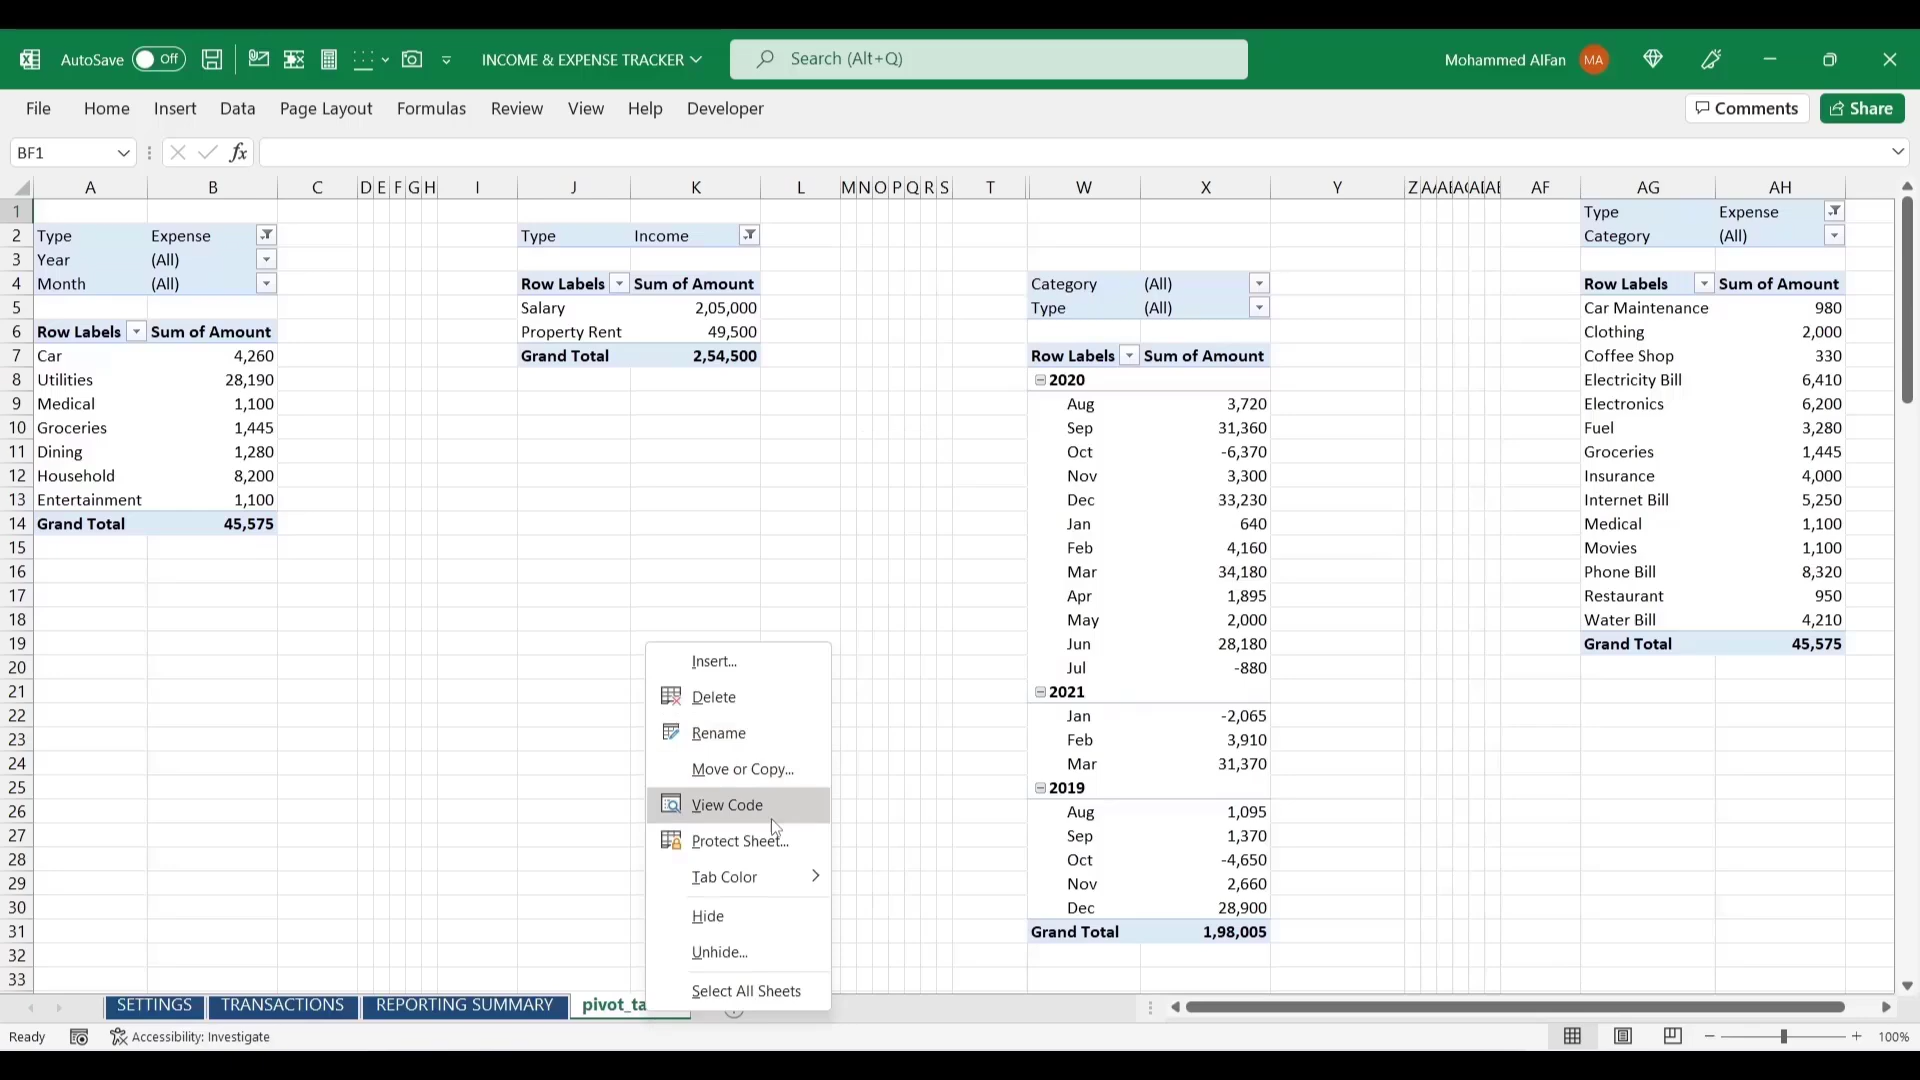 AutoSave Off INCOME & EXPENSE TRACKER Search (Alt+Q) Mohammed AlFan MA
File Home Insert Data Page Layout Formulas Review View Help Developer Comments Share
BF1 fx
A B C D E F G H I J K L M N O P Q R S T W X Y Z AF AG AH
1 Type Expense
2 Type Expense Type Income Category (All)
3 Year (All)
4 Month (All) Row Labels Sum of Amount Category (All) Row Labels Sum of Amount
5 Salary 2,05,000 Type (All) Car Maintenance 980
6 Row Labels Sum of Amount Property Rent 49,500 Clothing 2,000
7 Car 4,260 Grand Total 2,54,500 Row Labels Sum of Amount Coffee Shop 330
8 Utilities 28,190 2020 Electricity Bill 6,410
9 Medical 1,100 Aug 3,720 Electronics 6,200
10 Groceries 1,445 Sep 31,360 Fuel 3,280
11 Dining 1,280 Oct -6,370 Groceries 1,445
12 Household 8,200 Nov 3,300 Insurance 4,000
13 Entertainment 1,100 Dec 33,230 Internet Bill 5,250
14 Grand Total 45,575 Jan 640 Medical 1,100
15 Feb 4,160 Movies 1,100
16 Mar 34,180 Phone Bill 8,320
17 Apr 1,895 Restaurant 950
18 May 2,000 Water Bill 4,210
19 Jun 28,180 Grand Total 45,575
20 Insert... Jul -880
21 Delete 2021
22 Jan -2,065
23 Rename Feb 3,910
24 Move or Copy... Mar 31,370
25 2019
26 View Code Aug 1,095
27 Protect Sheet... Sep 1,370
28 Oct -4,650
29 Tab Color Nov 2,660
30 Hide Dec 28,900
31 Grand Total 1,98,005
32 Unhide...
33 Select All Sheets
SETTINGS TRANSACTIONS REPORTING SUMMARY pivot_ta
Ready Accessibility: Investigate 100%